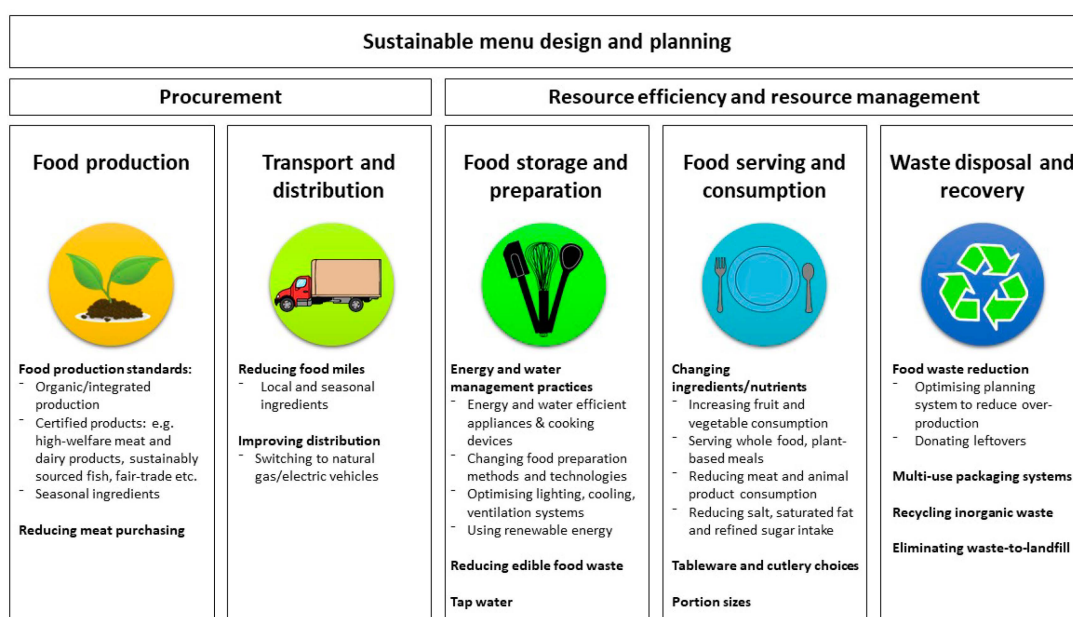 Sustainable menu design and planning
Procurement
Resource efficiency and resource management
Food production
Food production standards:
- Organic/integrated
production
- Certified products: e.g.
high-welfare meat and
dairy products, sustainably
sourced fish, fair-trade etc.
- Seasonal ingredients
Reducing meat purchasing
Transport and
distribution
Reducing food miles
- Local and seasonal
ingredients
Improving distribution
- Switching to natural
gas/electric vehicles
Food storage and
preparation
Energy and water
management practices
- Energy and water efficient
appliances & cooking
devices
- Changing food preparation
methods and technologies
- Optimising lighting, cooling,
ventilation systems
- Using renewable energy
Reducing edible food waste
Tap water
Food serving and
consumption
Changing
ingredients/nutrients
- Increasing fruit and
vegetable consumption
- Serving whole food, plant-
based meals
- Reducing meat and animal
product consumption
- Reducing salt, saturated fat
and refined sugar intake
Tableware and cutlery choices
Portion sizes
Waste disposal and
recovery
Food waste reduction
- Optimising planning
system to reduce over-
production
- Donating leftovers
Multi-use packaging systems
Recycling inorganic waste
Eliminating waste-to-landfill